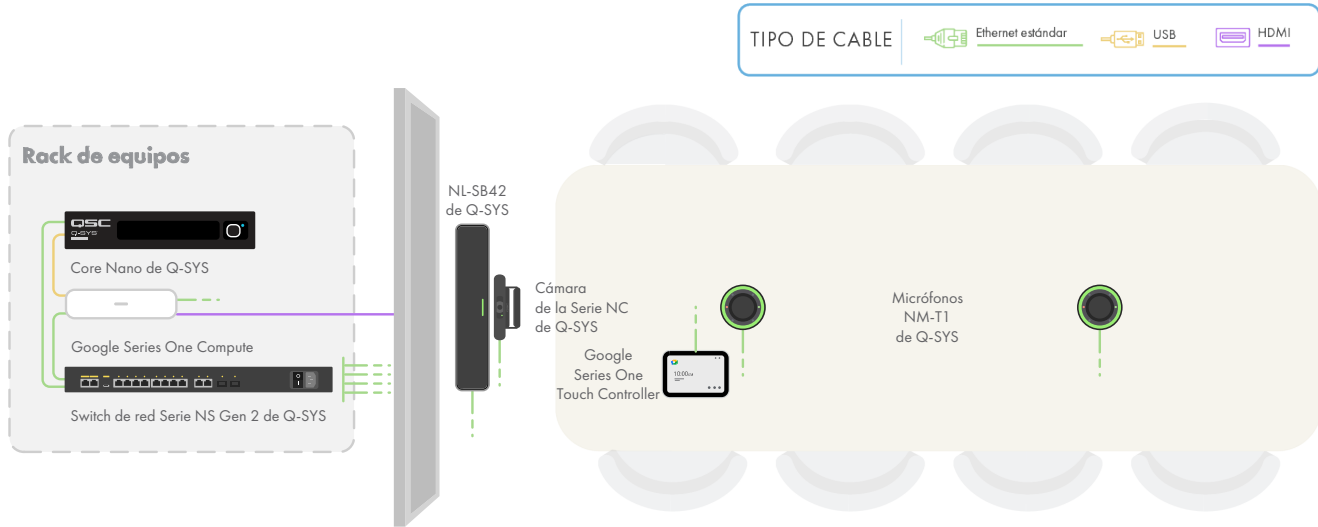 TIPO DE CABLE
Ethernet estándar
USB
HDMI
Rack de equipos
QSC
Q-SYS
Core Nano de Q-SYS
Google Series One Compute
Switch de red Serie NS Gen 2 de Q-SYS
NL-SB42
de Q-SYS
Cámara
de la Serie NC
de Q-SYS
Google
Series One
Touch Controller
10:00
Micrófonos
NM-T1
de Q-SYS